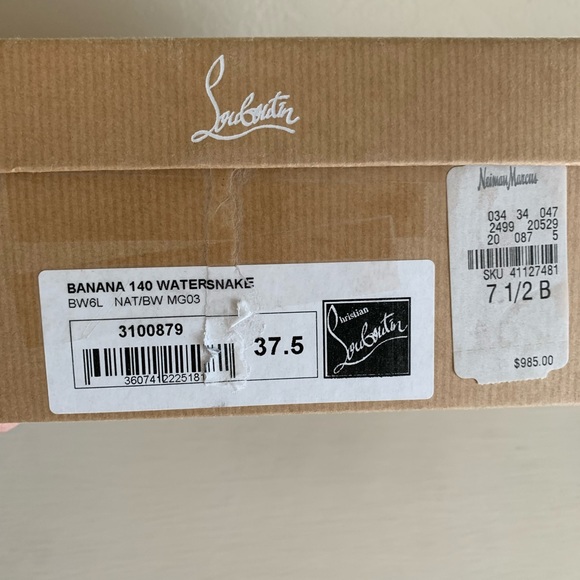 Louboutin
Neiman Marcus
034 34 047
2499 20529
20 087 5
SKU 41127481
7 1/2 B
$985.00
BANANA 140 WATERSNAKE
BW6L NAT/BW MG03
3100879
360741222518
37.5
Christian
Louboutin